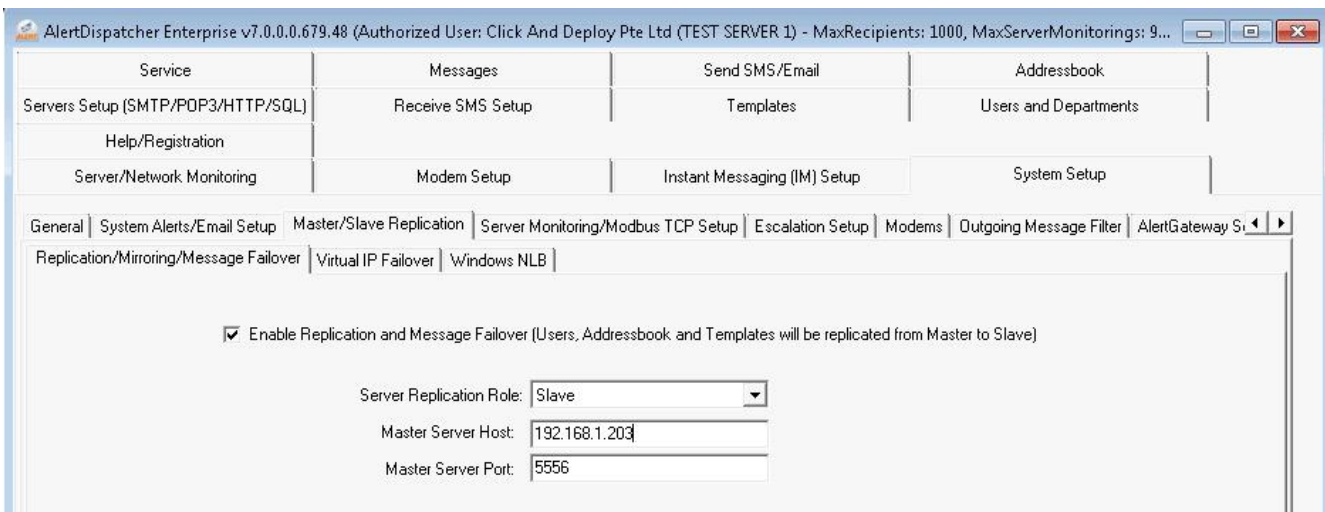 AlertDispatcher Enterprise v7.0.0.0.679.48 (Authorized User: Click And Deploy Pte Ltd (TEST SERVER 1) - MaxRecipients: 1000, MaxServerMonitorings: 9...
Service Messages Send SMS/Email Addressbook
Servers Setup (SMTP/POP3/HTTP/SQL) Receive SMS Setup Templates Users and Departments
Help/Registration
Server/Network Monitoring Modem Setup Instant Messaging (IM) Setup System Setup
General System Alerts/Email Setup Master/Slave Replication Server Monitoring/Modbus TCP Setup Escalation Setup Modems Outgoing Message Filter AlertGateway
Replication/Mirroring/Message Failover Virtual IP Failover Windows NLB
Enable Replication and Message Failover (Users, Addressbook and Templates will be replicated from Master to Slave)
Server Replication Role: Slave
Master Server Host: 192.168.1.203
Master Server Port: 5556